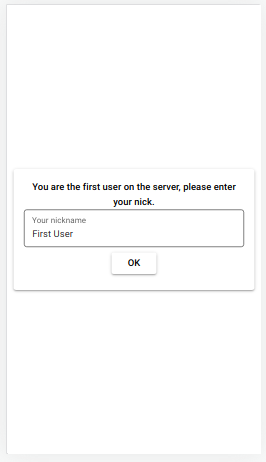 You are the first user on the server, please enter
your nick.
Your nickname
First User
OK